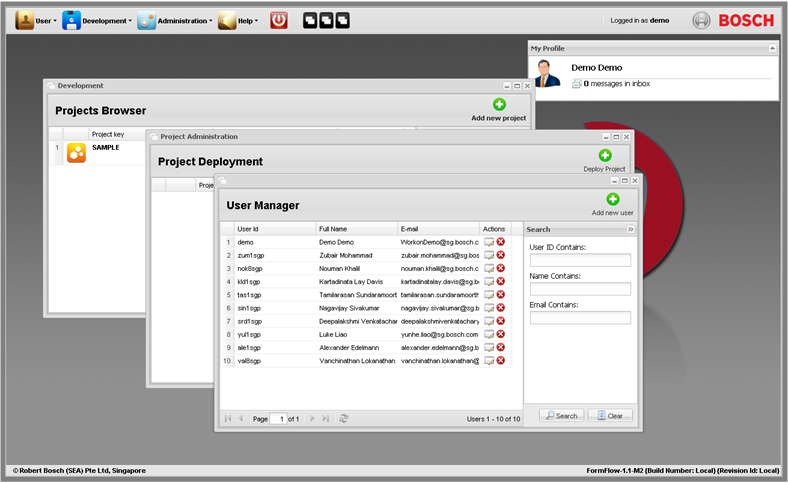 User Development Administration Help Logged in as demo BOSCH
My Profile
Demo Demo
0 messages in inbox
Development
Projects Browser
Add new project
Project key
1 SAMPLE
Project Administration
Project Deployment
Deploy Project
Proje
User Manager
Add new user
User Id Full Name E-mail Actions
1 demo Demo Demo WorkonDemo@sg.bosch.c
2 zum1sgp Zubair Mohammad zubair.mohammad@sg.bos
3 nok8sgp Nouman Khalil nouman.khalil@sg.bosch.c
4 kld1sgp Kartadinata Lay Davis kartadinatalay.davis@sg.b
5 tas1sgp Tamilarasan Sundaramoort tamilarasan.sundaramoorth
6 sin1sgp Nagavijay Sivakumar nagavijay.sivakumar@sg.b
7 srd1sgp Deepalakshmi Venkatachar deepalakshmi.venkatachary
8 yul1sgp Luke Liao yunhe.liao@sg.bosch.com
9 ale1sgp Alexander Edelmann alexander.edelmann@sg.b
10 val8sgp Vanchinathan Lokanathan vanchinathan.lokanathan@
Page 1 of 1 Users 1 - 10 of 10
Search
User ID Contains:
Name Contains:
Email Contains:
Search Clear
© Robert Bosch (SEA) Pte Ltd, Singapore FormFlow-1.1-M2 (Build Number: Local) (Revision Id: Local)